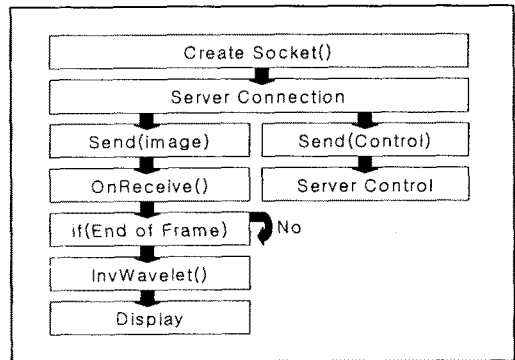 Create Socket()
Server Connection
Send(image) Send(Control)
OnReceive() Server Control
if(End of Frame) No
InvWavelet()
Display